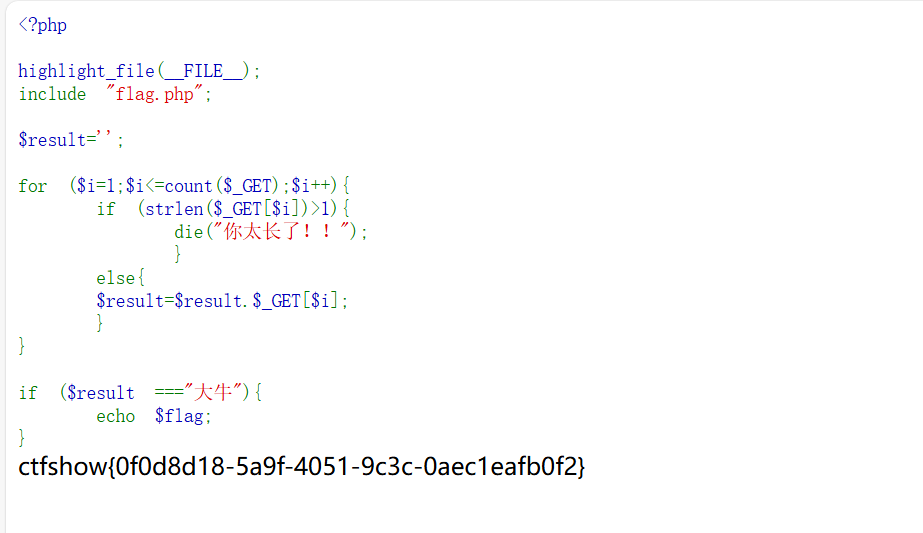 <?php
highlight_file(__FILE__);
include "flag.php";
$result='';
for ($i=1;$i<=count($_GET);$i++){
if (strlen($_GET[$i])>1){
die("你太长了！！");
}
else{
$result=$result.$_GET[$i];
}
}
if ($result ==="大牛"){
echo $flag;
}
ctfshow{0f0d8d18-5a9f-4051-9c3c-0aec1eafb0f2}